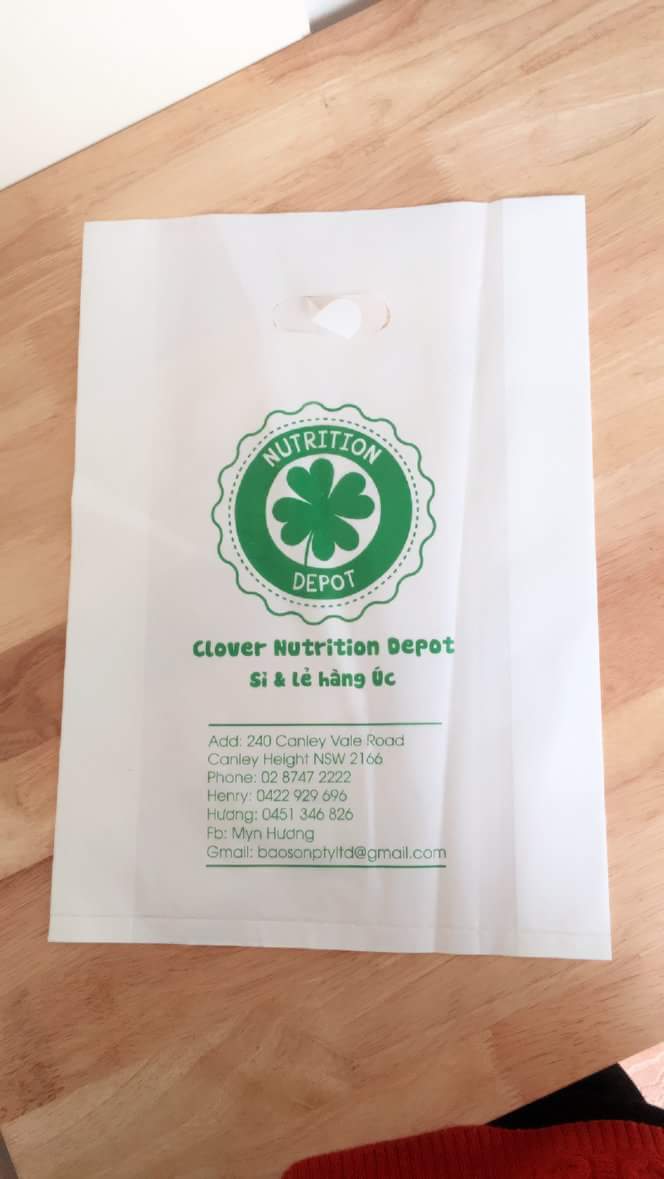 NUTRITION
DEPOT
Clover Nutrition Depot
Sỉ & Lẻ hàng Úc
Add: 240 Canley Vale Road
Canley Height NSW 2166
Phone: 02 8747 2222
Henry: 0422 929 696
Hương: 0451 346 826
Fb: Myn Hương
Gmail: baosonptyltd@gmail.com